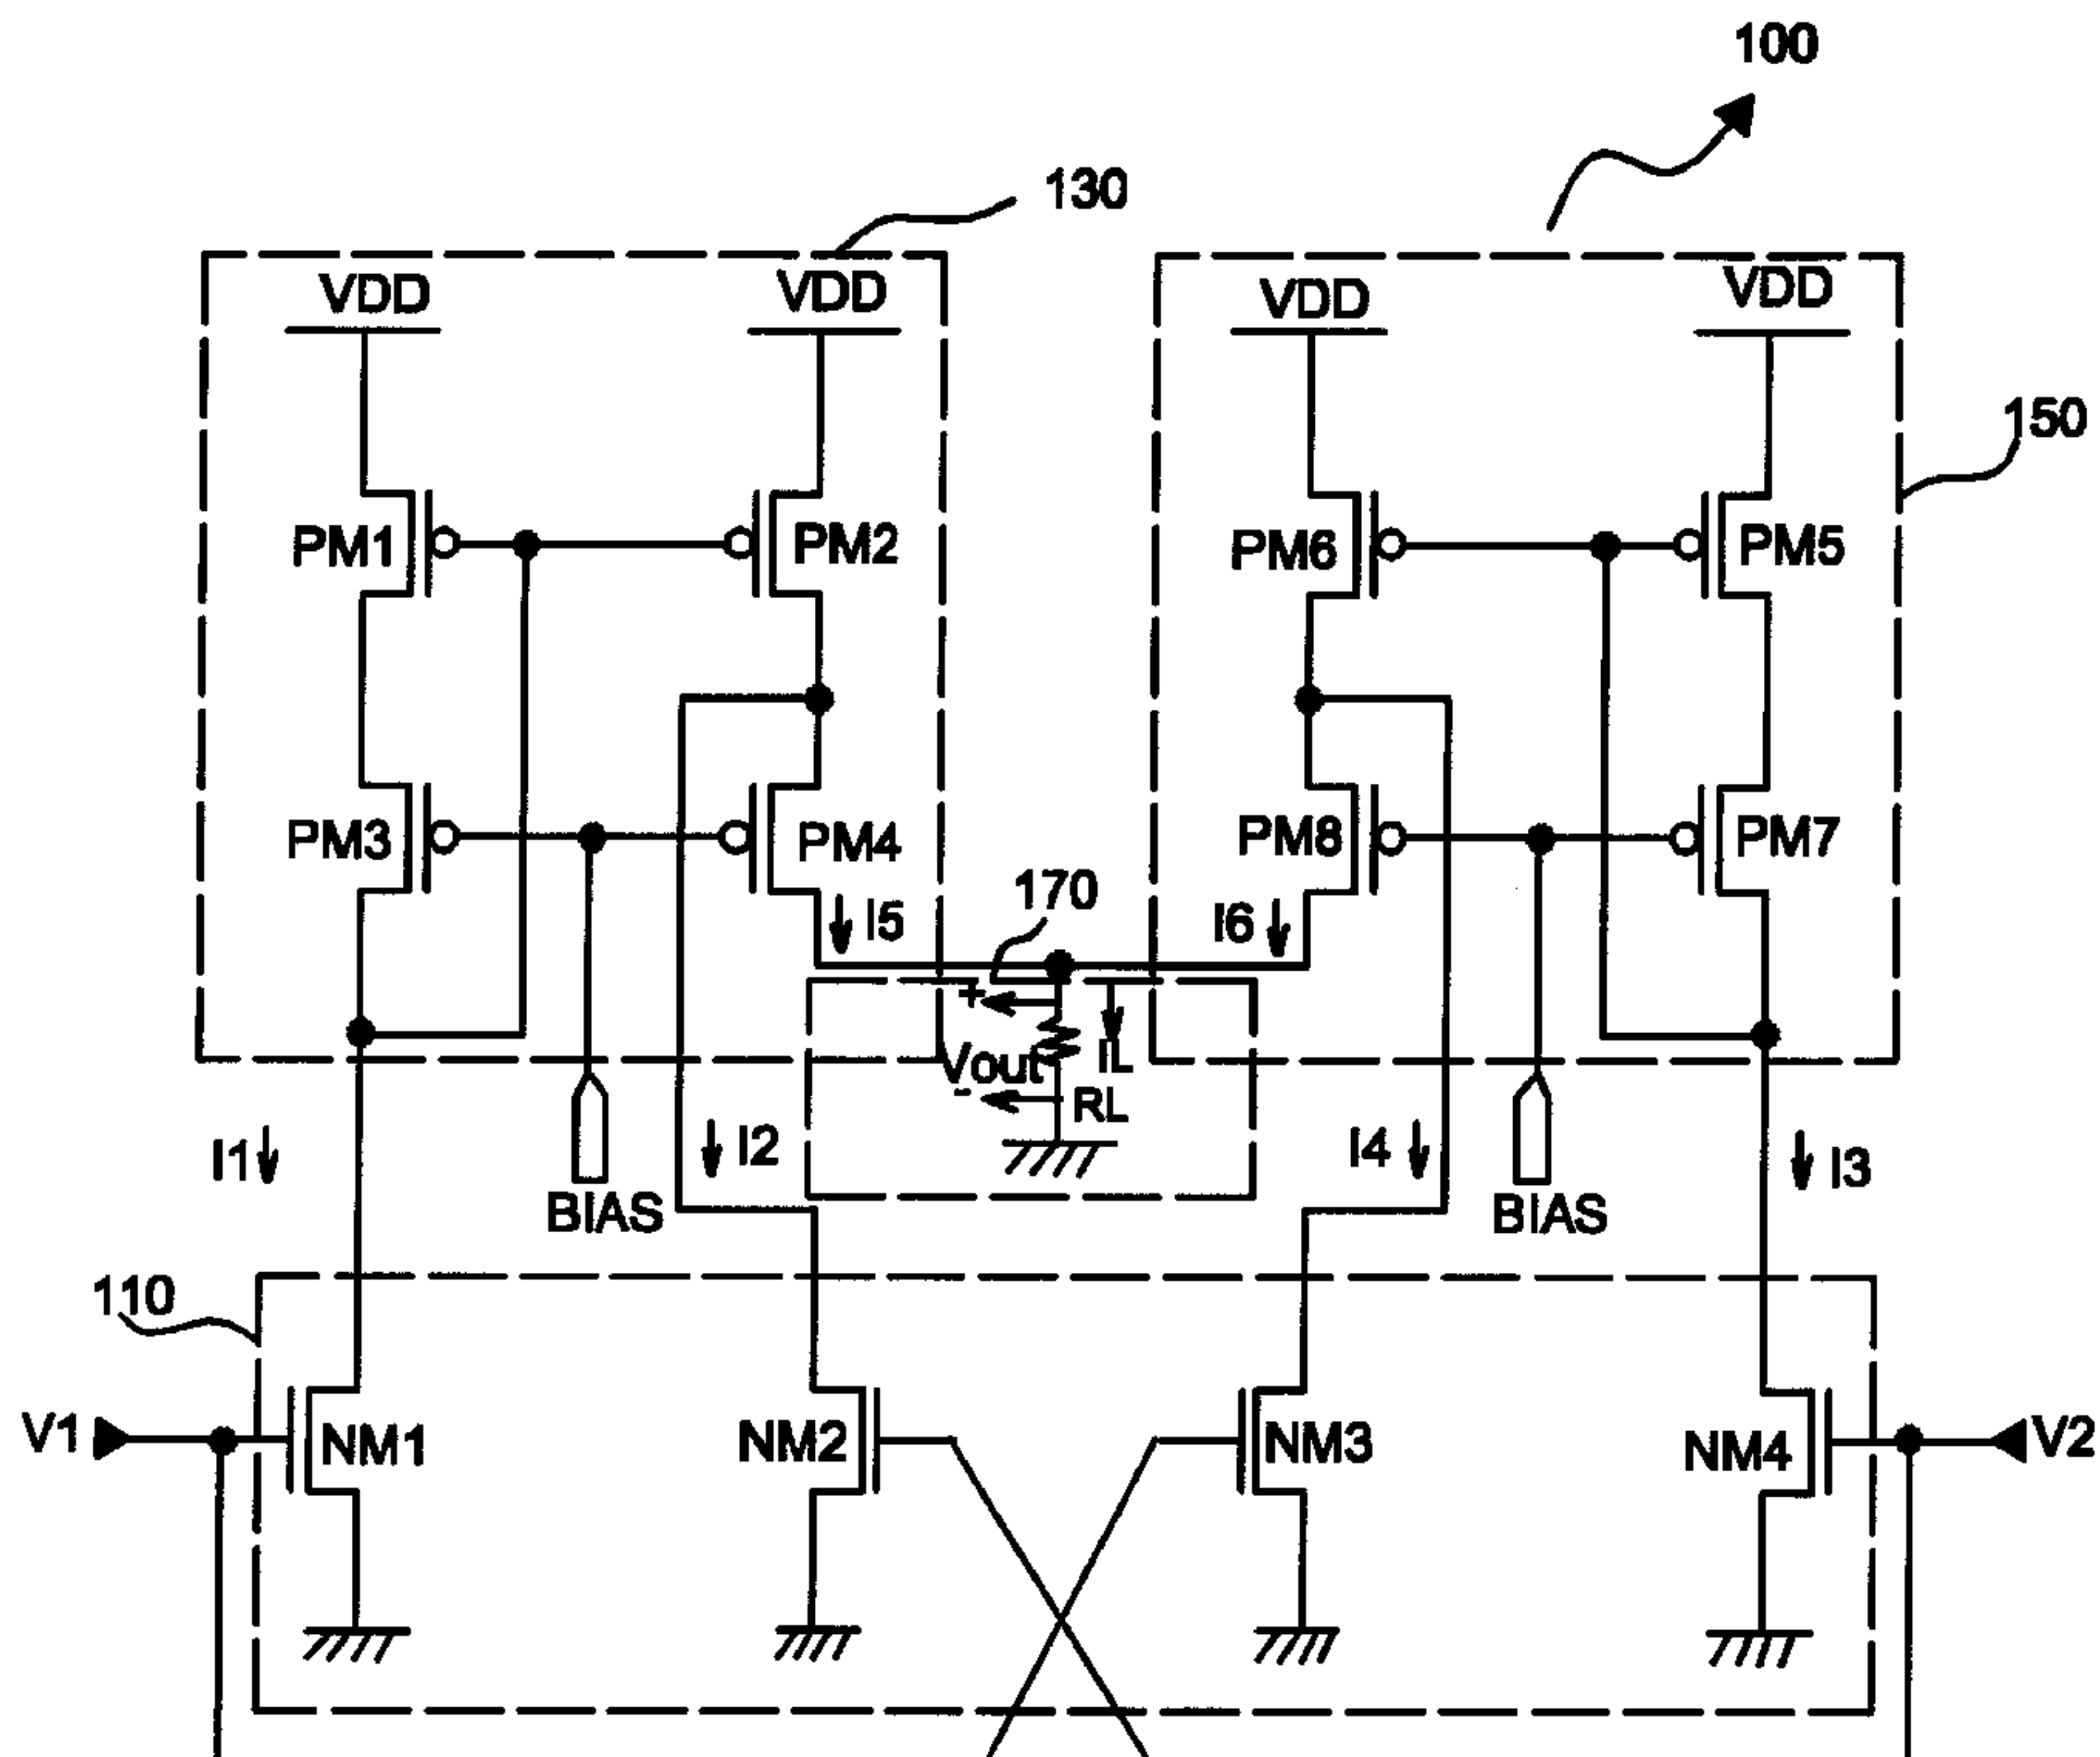 100
130
VDD
VDD
VDD
VDD
150
PM1
PM2
PM6
PM5
PM3
PM4
PM8
PM7
170
I5
I6
+
Vout
IL
-
RL
I1
I2
I4
I3
BIAS
BIAS
110
V1
NM1
NM2
NM3
NM4
V2